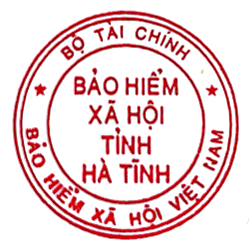 BỘ TÀI CHÍNH
BẢO HIỂM
XÃ HỘI
TỈNH
HÀ TĨNH
BẢO HIỂM XÃ HỘI VIỆT NAM